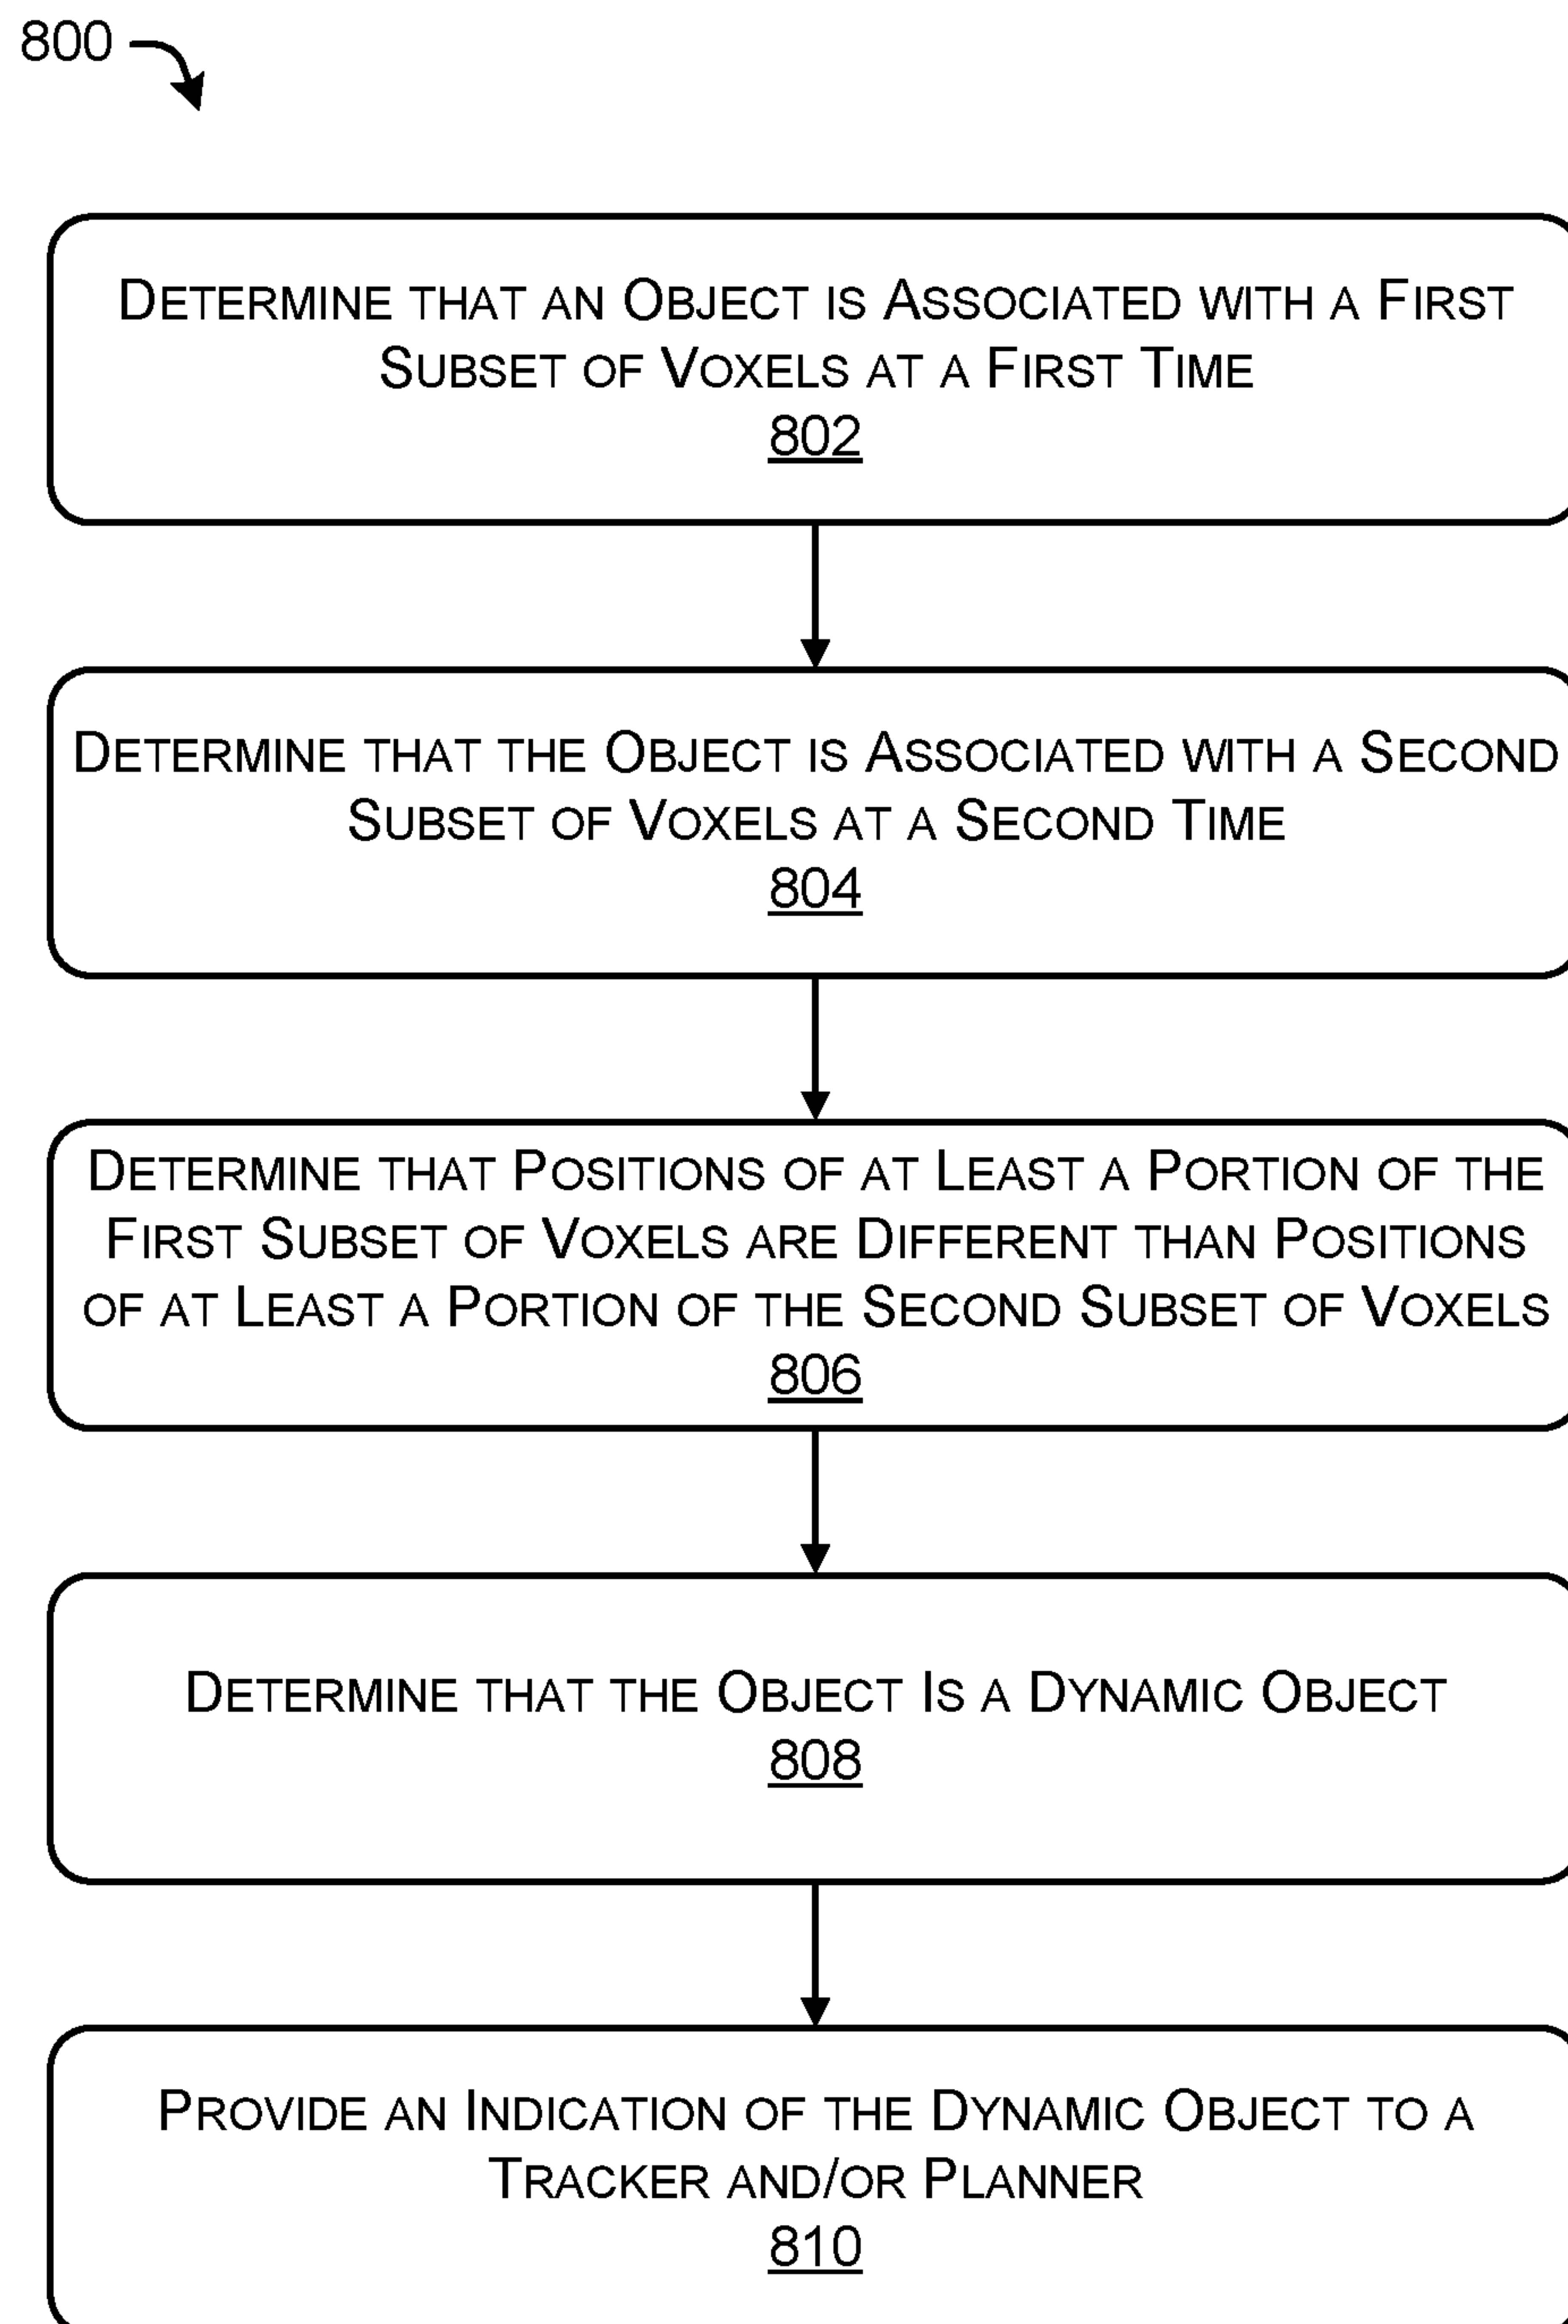 800
DETERMINE THAT AN OBJECT IS ASSOCIATED WITH A FIRST
SUBSET OF VOXELS AT A FIRST TIME
802
DETERMINE THAT THE OBJECT IS ASSOCIATED WITH A SECOND
SUBSET OF VOXELS AT A SECOND TIME
804
DETERMINE THAT POSITIONS OF AT LEAST A PORTION OF THE
FIRST SUBSET OF VOXELS ARE DIFFERENT THAN POSITIONS
OF AT LEAST A PORTION OF THE SECOND SUBSET OF VOXELS
806
DETERMINE THAT THE OBJECT IS A DYNAMIC OBJECT
808
PROVIDE AN INDICATION OF THE DYNAMIC OBJECT TO A
TRACKER AND/OR PLANNER
810